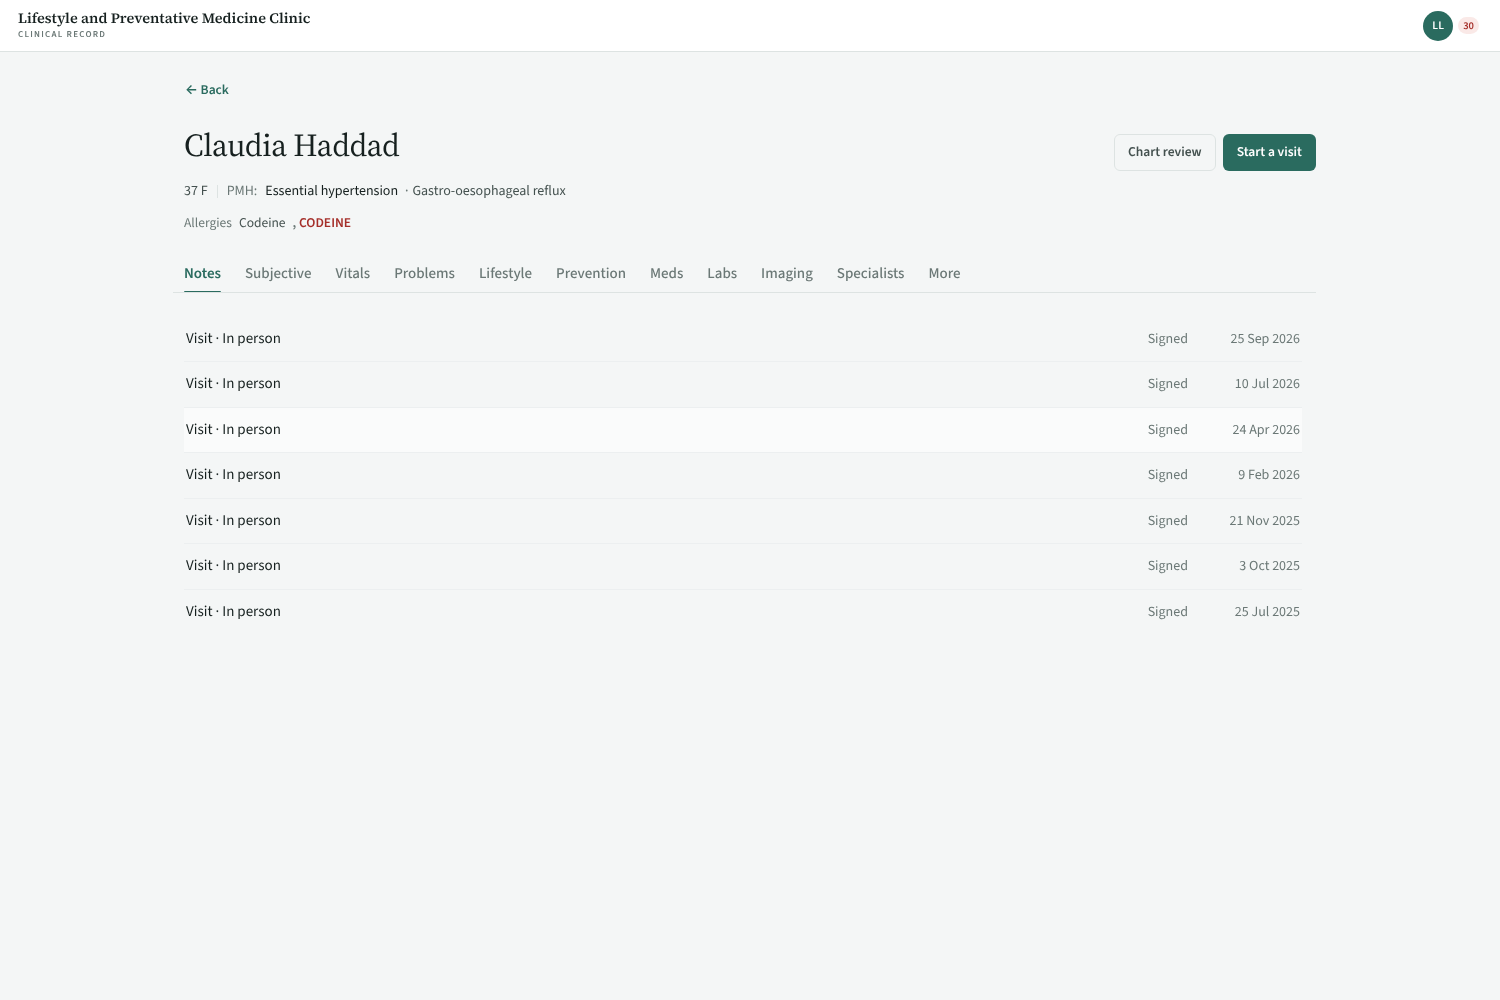 Lifestyle and Preventative Medicine Clinic
CLINICAL RECORD
LL 30
← Back
Claudia Haddad
Chart review Start a visit
37 F PMH: Essential hypertension · Gastro-oesophageal reflux
Allergies Codeine , CODEINE
Notes Subjective Vitals Problems Lifestyle Prevention Meds Labs Imaging Specialists More
Visit · In person Signed 25 Sep 2026
Visit · In person Signed 10 Jul 2026
Visit · In person Signed 24 Apr 2026
Visit · In person Signed 9 Feb 2026
Visit · In person Signed 21 Nov 2025
Visit · In person Signed 3 Oct 2025
Visit · In person Signed 25 Jul 2025